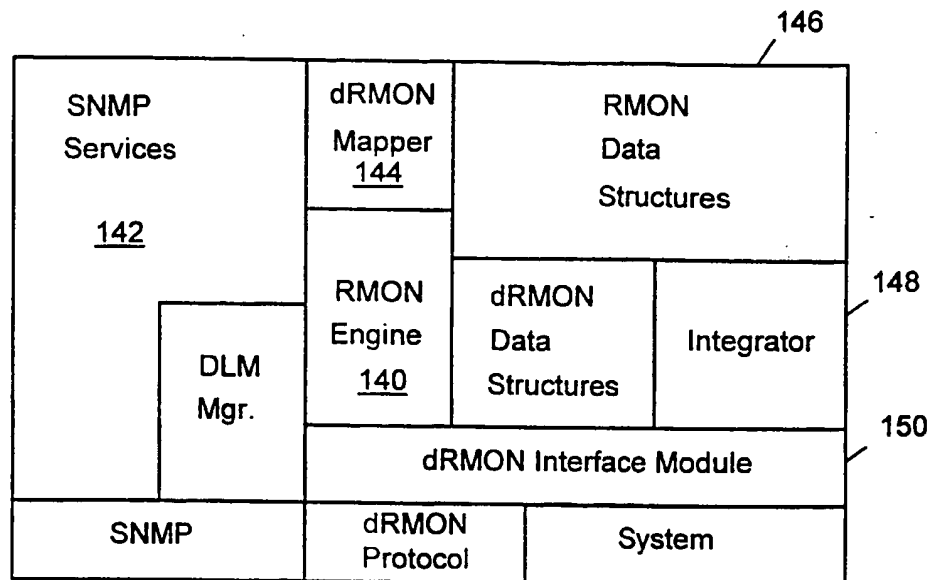 146
SNMP
Services
142
dRMON
Mapper
144
RMON
Data
Structures
148
RMON
Engine
140
dRMON
Data
Structures
Integrator
DLM
Mgr.
150
dRMON Interface Module
SNMP
dRMON
Protocol
System